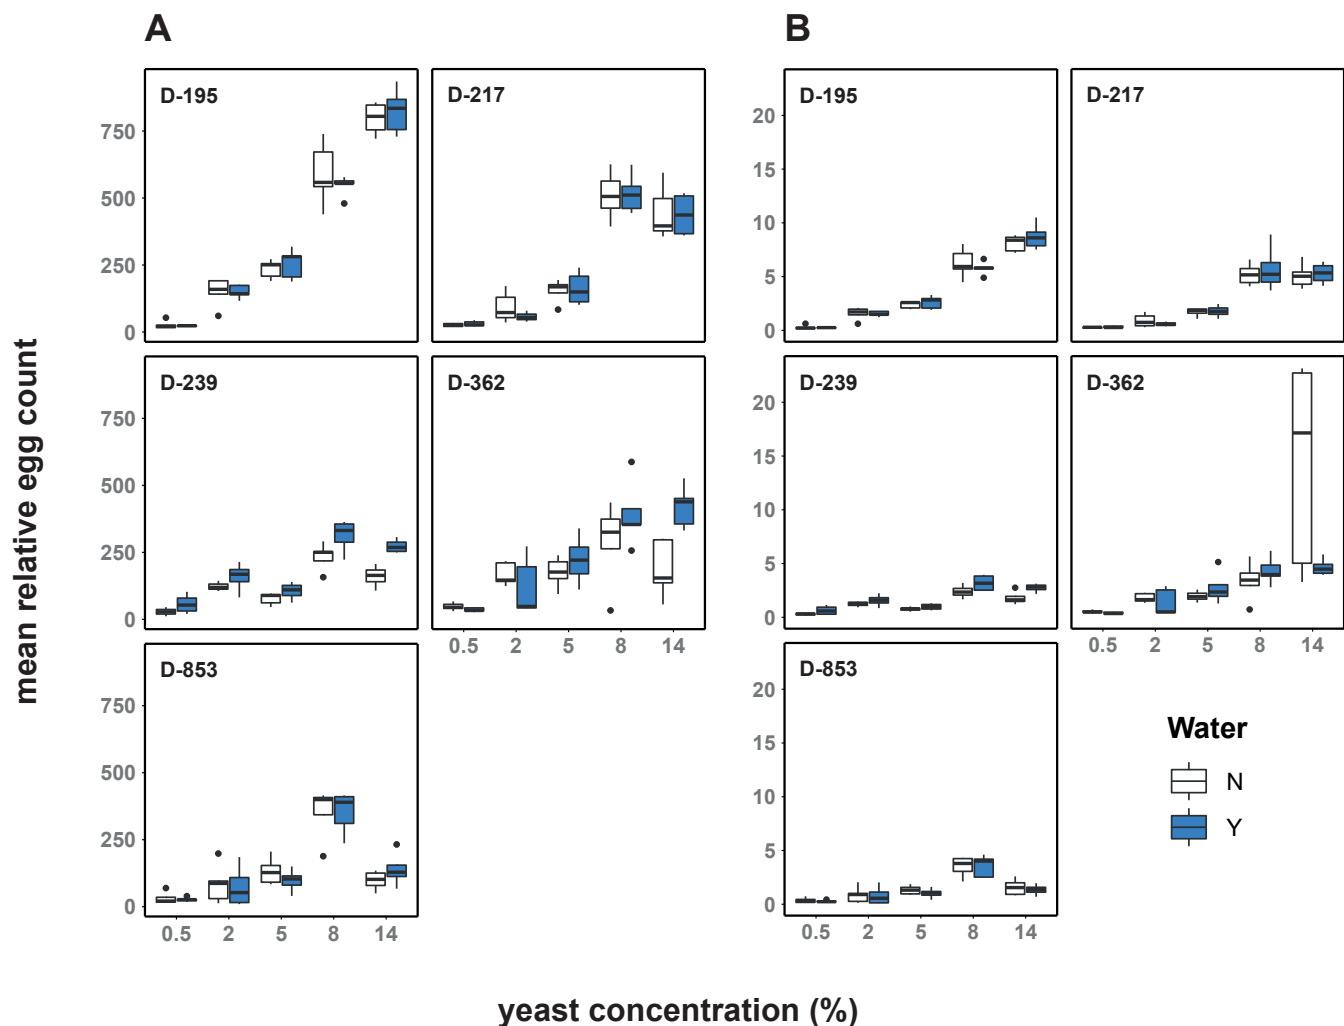 A B
D-195 D-217 D-195 D-217
750 20
500 15
250 10
0 5
0
D-239 D-362 D-239 D-362
750 20
500 15
250 10
0 5
0
0.5 2 5 8 14 0.5 2 5 8 14
D-853 D-853
750 20
500 15
250 10
0 5
0
0.5 2 5 8 14 0.5 2 5 8 14
mean relative egg count
Water
N
Y
yeast concentration (%)